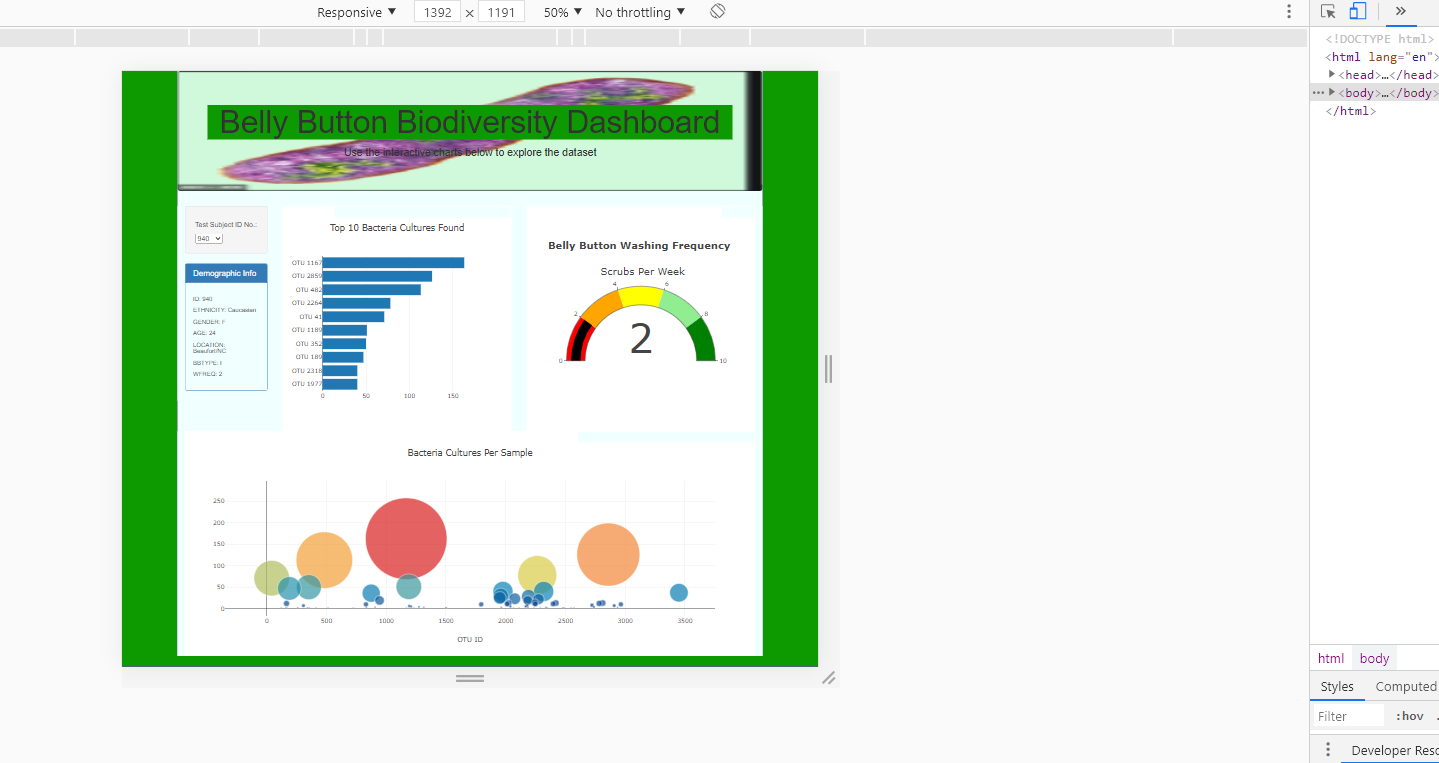 Responsive ▼ 1392 × 1191 50% ▼ No throttling ▼
Belly Button Biodiversity Dashboard
Use the interactive charts below to explore the dataset
Test Subject ID No.:
940
Demographic Info
ID: 940
ETHNICITY: Caucasian
GENDER: F
AGE: 24
LOCATION:
Beaufort/NC
BBTYPE: I
WFREQ: 2
Top 10 Bacteria Cultures Found
OTU 1167
OTU 2859
OTU 482
OTU 2264
OTU 41
OTU 1189
OTU 352
OTU 189
OTU 2318
OTU 1977
0 50 100 150
Belly Button Washing Frequency
Scrubs Per Week
0 2 4 6 8 10
2
Bacteria Cultures Per Sample
250
200
150
100
50
0
0 500 1000 1500 2000 2500 3000 3500
OTU ID
<!DOCTYPE html>
<html lang="en">
<head>…</head>
<body>…</body>
</html>
html body
Styles Computed
Filter :hov .
Developer Reso